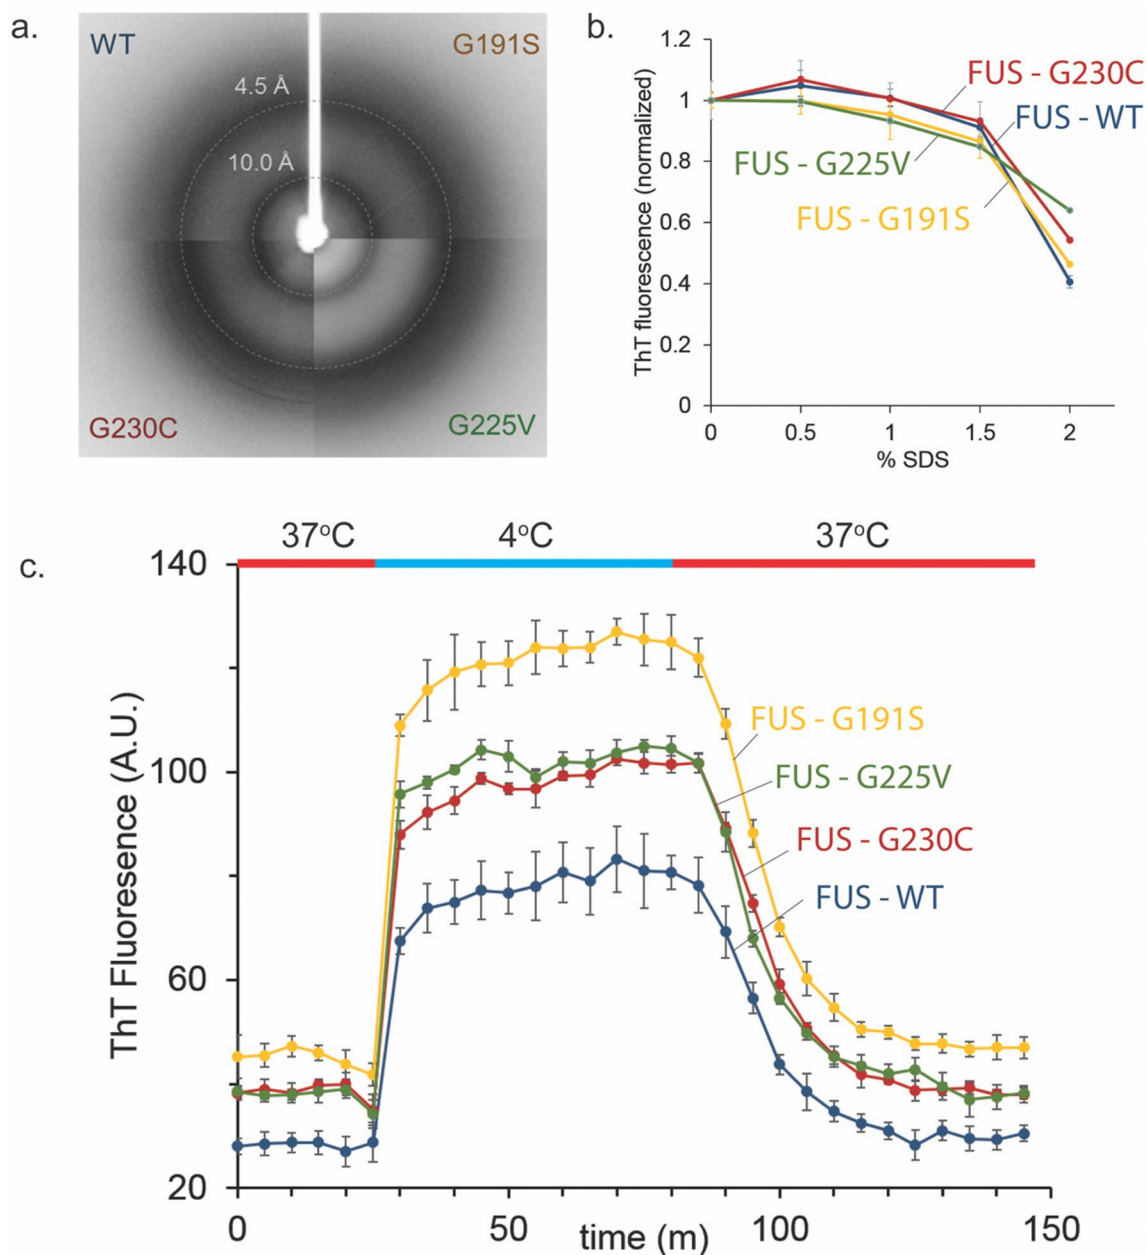 a.
WT
G191S
4.5 Å
10.0 Å
G230C
G225V
b.
ThT fluorescence (normalized)
1.2
1
0.8
0.6
0.4
0.2
0
0 0.5 1 1.5 2
% SDS
FUS - G230C
FUS - WT
FUS - G225V
FUS - G191S
c.
37°C 4°C 37°C
ThT Fluoresence (A.U.)
140
100
60
20
0 50 100 150
time (m)
FUS - G191S
FUS - G225V
FUS - G230C
FUS - WT